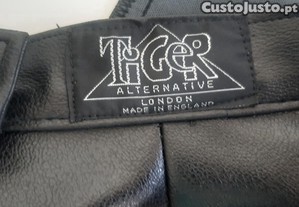 CustoJusto.pt
TIGER
ALTERNATIVE
LONDON
MADE IN ENGLAND